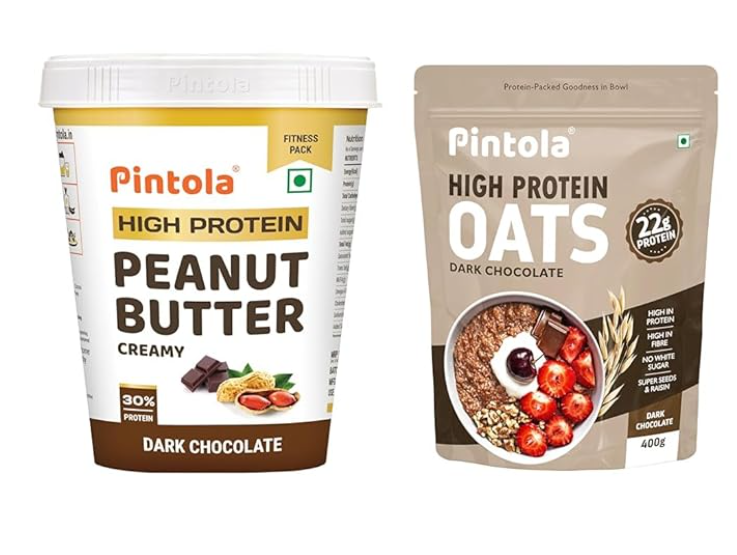 Pintola
FITNESS
PACK
Pintola®
HIGH PROTEIN
PEANUT
BUTTER
CREAMY
30%
PROTEIN
DARK CHOCOLATE
Protein-Packed Goodness in Bowl
Pintola®
HIGH PROTEIN
OATS
DARK CHOCOLATE
22g
PROTEIN
HIGH IN
PROTEIN
HIGH IN
FIBRE
NO WHITE
SUGAR
SUPER SEEDS
& RAISIN
DARK
CHOCOLATE
400g